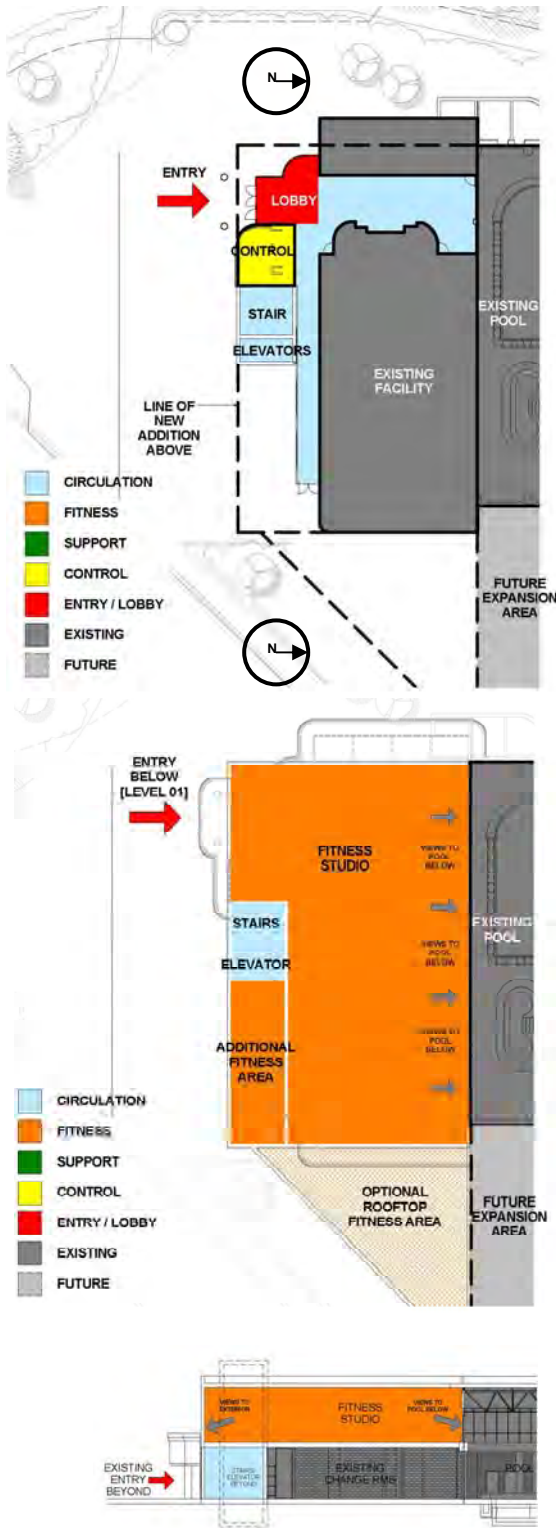 N
ENTRY
LOBBY
CONTROL
STAIR
ELEVATORS
EXISTING
POOL
EXISTING
FACILITY
LINE OF
NEW
ADDITION
ABOVE
CIRCULATION
FITNESS
SUPPORT
CONTROL
ENTRY / LOBBY
EXISTING
FUTURE
FUTURE
EXPANSION
AREA
N
ENTRY
BELOW
[LEVEL 01]
FITNESS
STUDIO
VIEWS TO
POOL
BELOW
STAIRS
ELEVATOR
VIEWS TO
POOL
BELOW
EXISTING
POOL
VIEWS TO
POOL
BELOW
ADDITIONAL
FITNESS
AREA
CIRCULATION
FITNESS
SUPPORT
CONTROL
ENTRY / LOBBY
EXISTING
FUTURE
OPTIONAL
ROOFTOP
FITNESS AREA
FUTURE
EXPANSION
AREA
VIEWS TO
EXTERIOR
FITNESS
STUDIO
VIEWS TO
POOL BELOW
EXISTING
ENTRY
BEYOND
STAIRS
ELEVATOR
BEYOND
EXISTING
CHANGE RMS
POOL